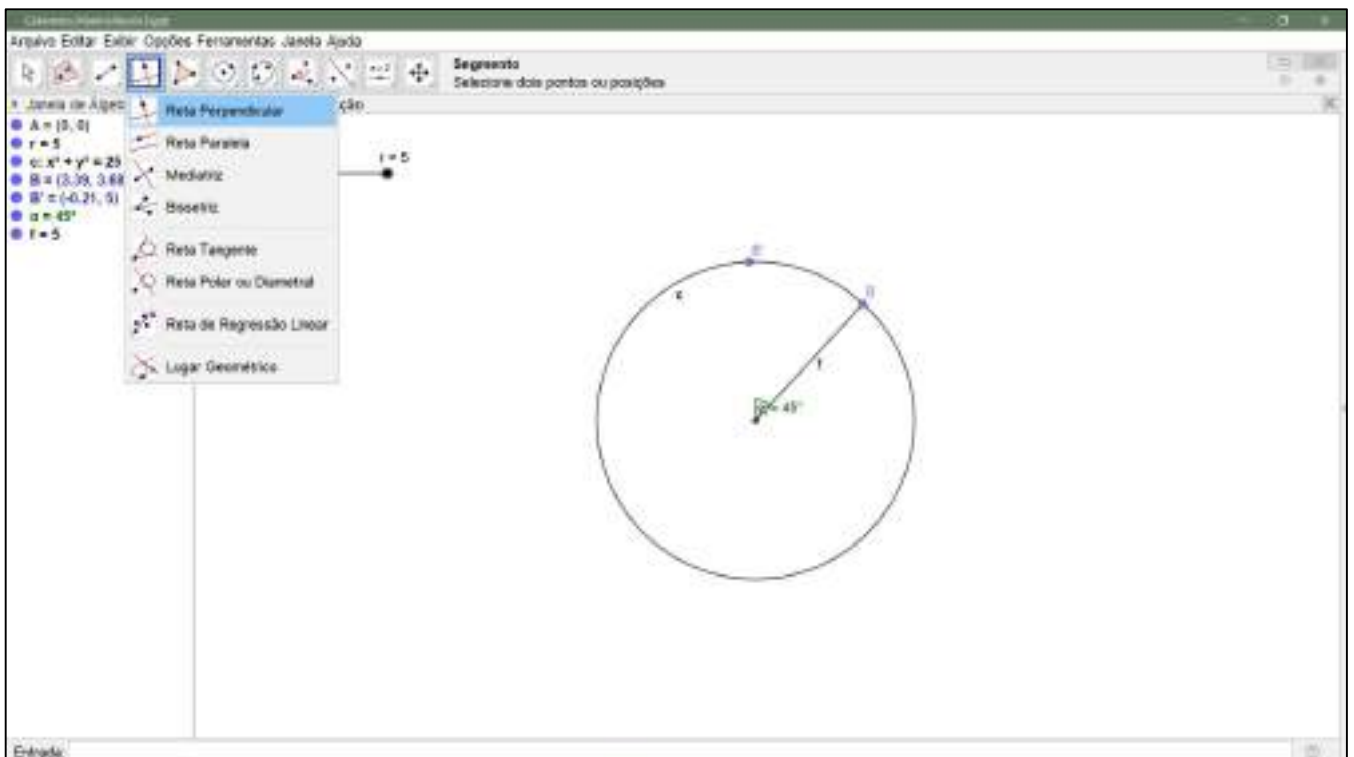 Arquivo Editar Exibir Opções Ferramentas Janela Ajuda
Segmento
Selecione dois pontos ou posições
Janela de Álgeb
ção
A = (0, 0)
r = 5
c: x² + y² = 25
B = (3.39, 3.68
B' = (-0.21, 5)
α = 45°
f = 5
Reta Perpendicular
Reta Paralela
Mediatriz
Bissetriz
Reta Tangente
Reta Polar ou Diametral
Reta de Regressão Linear
Lugar Geométrico
r = 5
c
f
= 45°
Entrada: